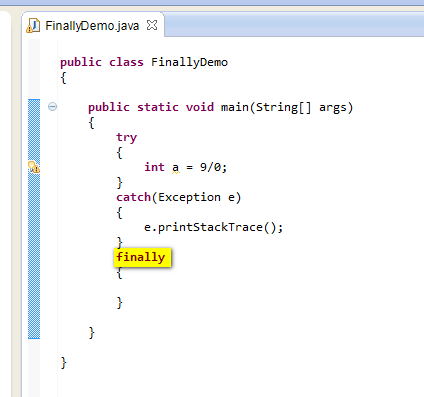 FinallyDemo.java
public class FinallyDemo
{
public static void main(String[] args)
{
try
{
int a = 9/0;
}
catch(Exception e)
{
e.printStackTrace();
}
finally
{
}
}
}